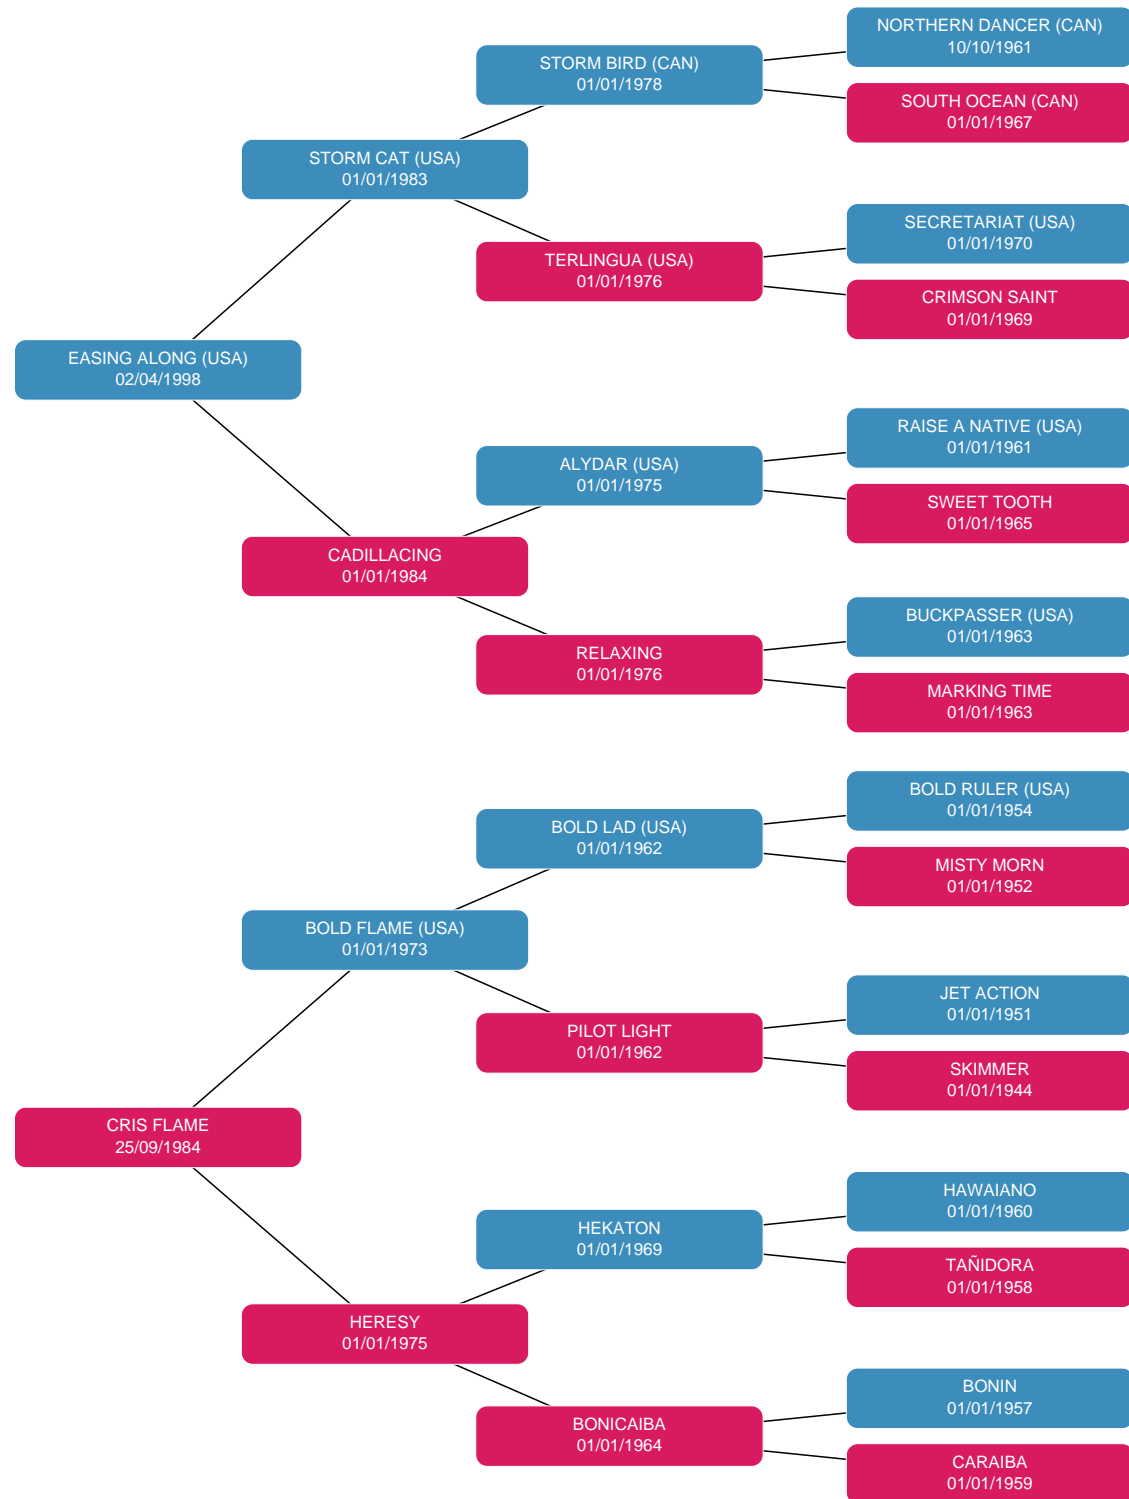 NORTHERN DANCER (CAN)
10/10/1961
STORM BIRD (CAN)
01/01/1978
SOUTH OCEAN (CAN)
01/01/1967
STORM CAT (USA)
01/01/1983
SECRETARIAT (USA)
01/01/1970
TERLINGUA (USA)
01/01/1976
CRIMSON SAINT
01/01/1969
EASING ALONG (USA)
02/04/1998
RAISE A NATIVE (USA)
01/01/1961
ALYDAR (USA)
01/01/1975
SWEET TOOTH
01/01/1965
CADILLACING
01/01/1984
BUCKPASSER (USA)
01/01/1963
RELAXING
01/01/1976
MARKING TIME
01/01/1963
BOLD RULER (USA)
01/01/1954
BOLD LAD (USA)
01/01/1962
MISTY MORN
01/01/1952
BOLD FLAME (USA)
01/01/1973
JET ACTION
01/01/1951
PILOT LIGHT
01/01/1962
SKIMMER
01/01/1944
CRIS FLAME
25/09/1984
HAWAIANO
01/01/1960
HEKATON
01/01/1969
TAÑIDORA
01/01/1958
HERESY
01/01/1975
BONIN
01/01/1957
BONICAIBA
01/01/1964
CARAIBA
01/01/1959